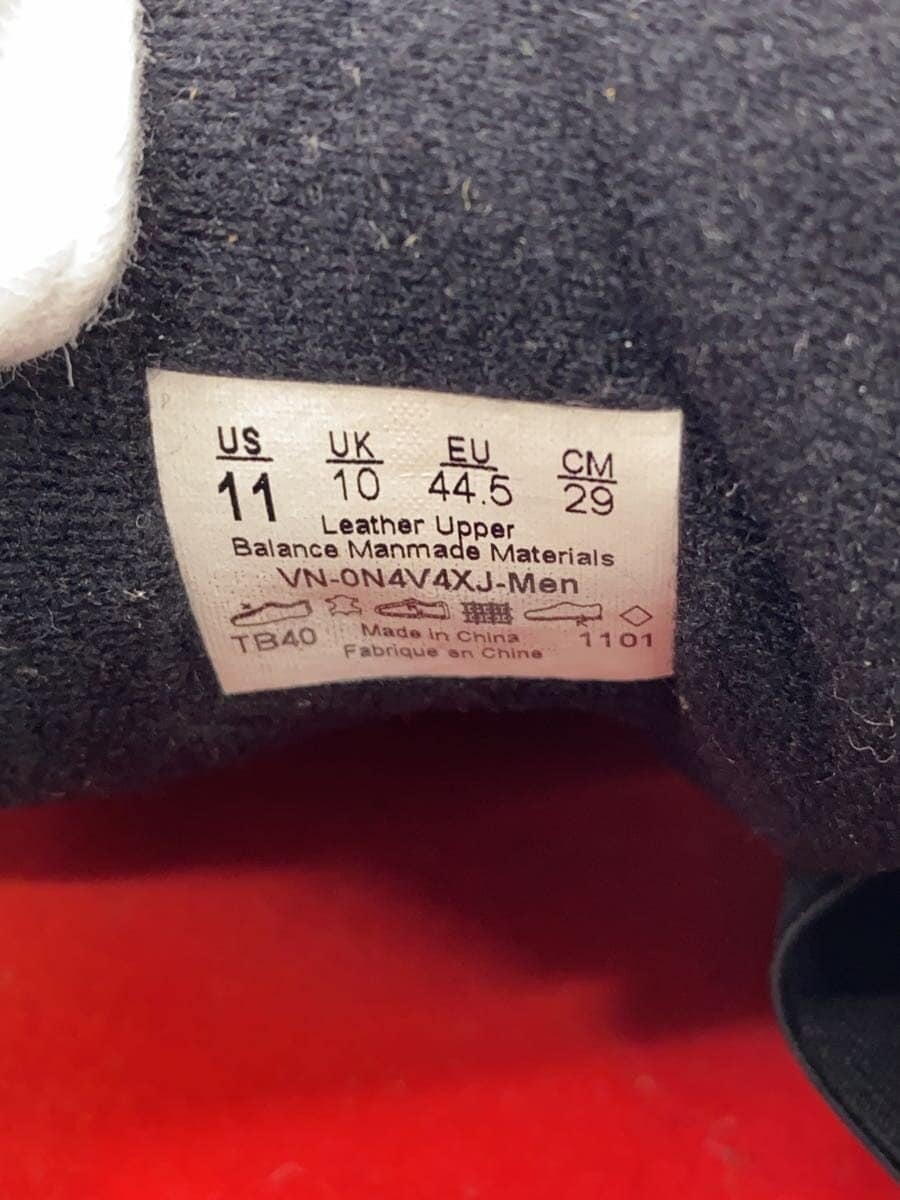 US UK EU CM
11 10 44.5 29
Leather Upper
Balance Manmade Materials
VN-0N4V4XJ-Men
TB40 Made in China 1101
Fabrique en Chine